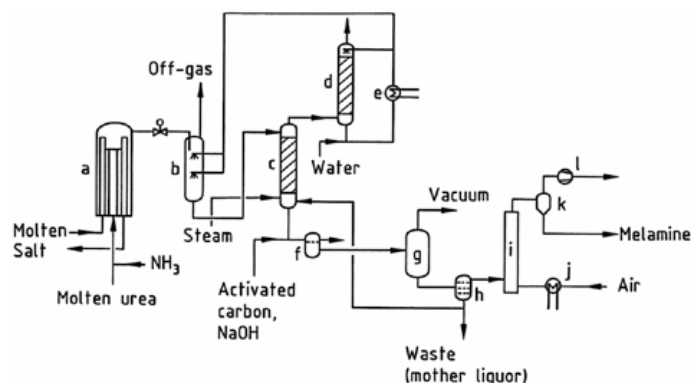 Off-gas
d
e
a
b
c
Water
l
Vacuum
k
Molten
Salt
Steam
f
g
i
Melamine
NH3
j
Molten urea
Activated
carbon,
NaOH
h
Air
Waste
(mother liquor)